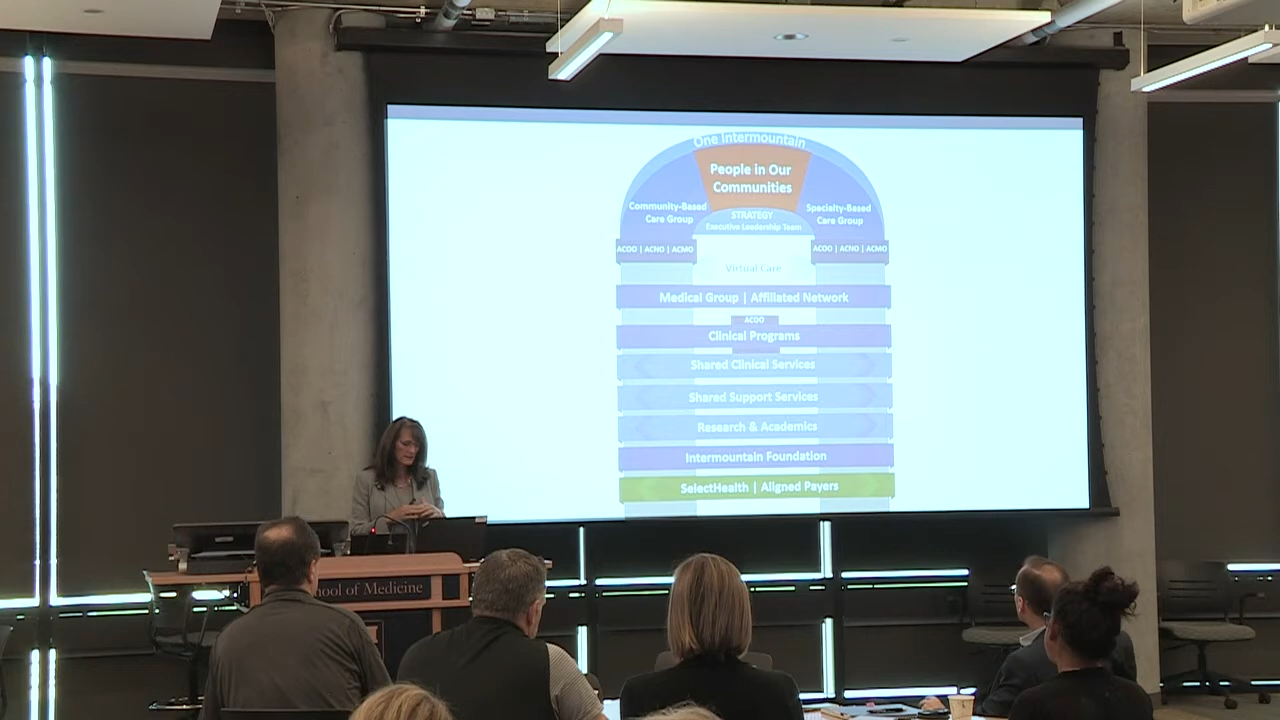 One Intermountain
People in Our
Communities
Community-Based
Care Group
Specialty-Based
Care Group
STRATEGY
Executive Leadership Team
ACOO | ACNO | ACMO
ACOO | ACNO | ACMO
Virtual Care
Medical Group | Affiliated Network
ACOO
Clinical Programs
Shared Clinical Services
Shared Support Services
Research & Academics
Intermountain Foundation
SelectHealth | Aligned Payers
of Medicine